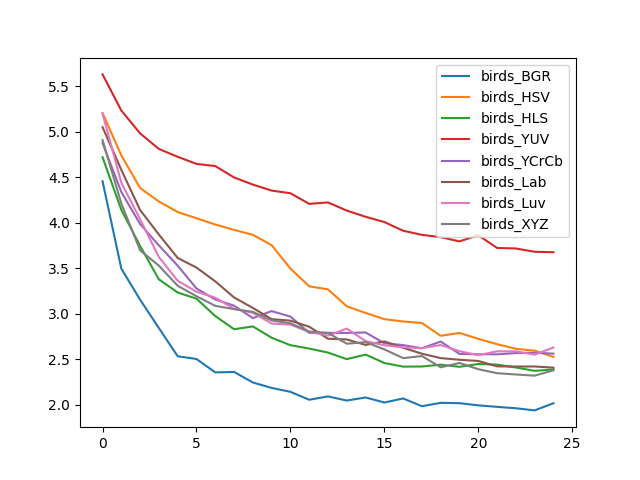 birds_BGR
birds_HSV
birds_HLS
birds_YUV
birds_YCrCb
birds_Lab
birds_Luv
birds_XYZ
5.5
5.0
4.5
4.0
3.5
3.0
2.5
2.0
0 5 10 15 20 25